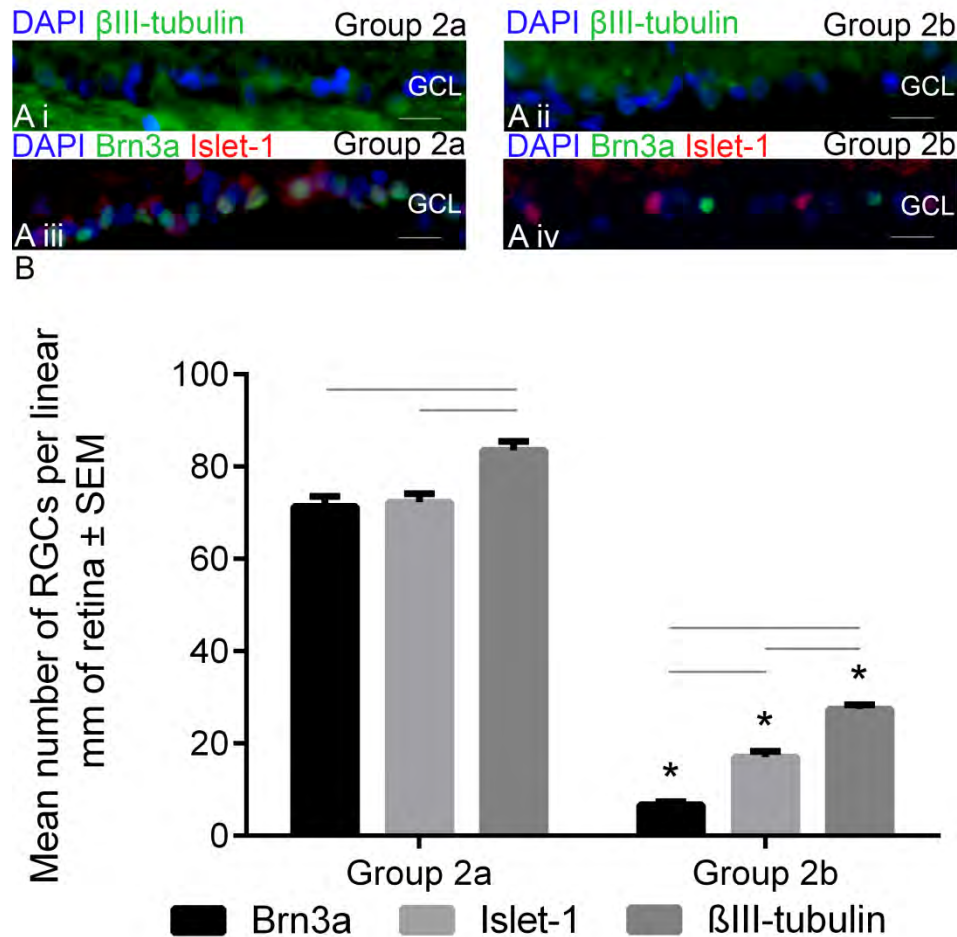 DAPI βIII-tubulin Group 2a
GCL
A i
DAPI βIII-tubulin Group 2b
GCL
A ii
DAPI Brn3a Islet-1 Group 2a
GCL
A iii
DAPI Brn3a Islet-1 Group 2b
GCL
A iv
B
Mean number of RGCs per linear
mm of retina ± SEM
100
80
60
40
20
0
*
*
*
Group 2a
Group 2b
Brn3a
Islet-1
ßIII-tubulin